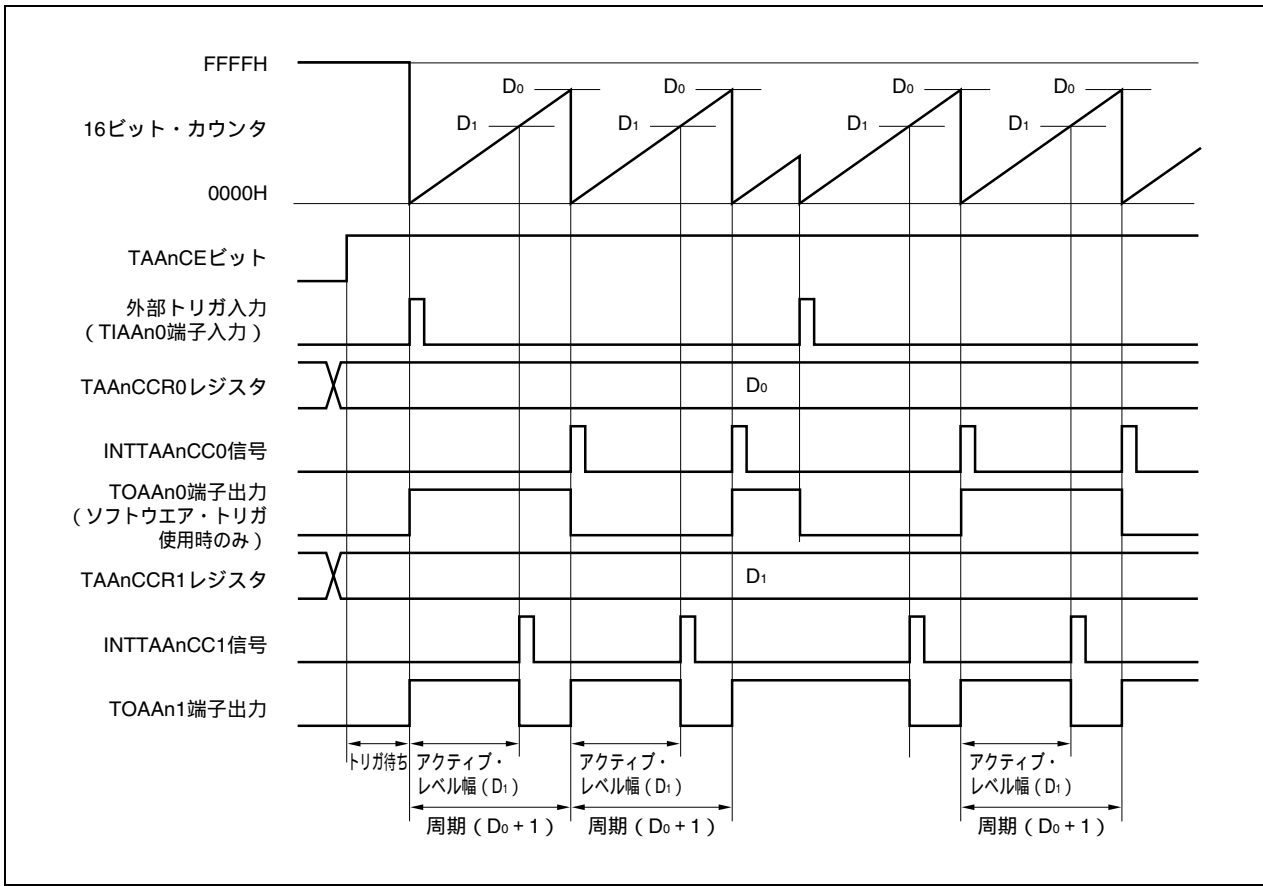 FFFFH
D0
D0
D0
D0
16ビット・カウンタ
D1
D1
D1
D1
0000H
TAAnCEビット
外部トリガ入力
（TIAAn0端子入力）
TAAnCCR0レジスタ
D0
INTTAAnCC0信号
TOAAn0端子出力
（ソフトウエア・トリガ
使用時のみ）
TAAnCCR1レジスタ
D1
INTTAAnCC1信号
TOAAn1端子出力
トリガ待ち
アクティブ・
レベル幅（D1）
アクティブ・
レベル幅（D1）
アクティブ・
レベル幅（D1）
周期（D0＋1）
周期（D0＋1）
周期（D0＋1）